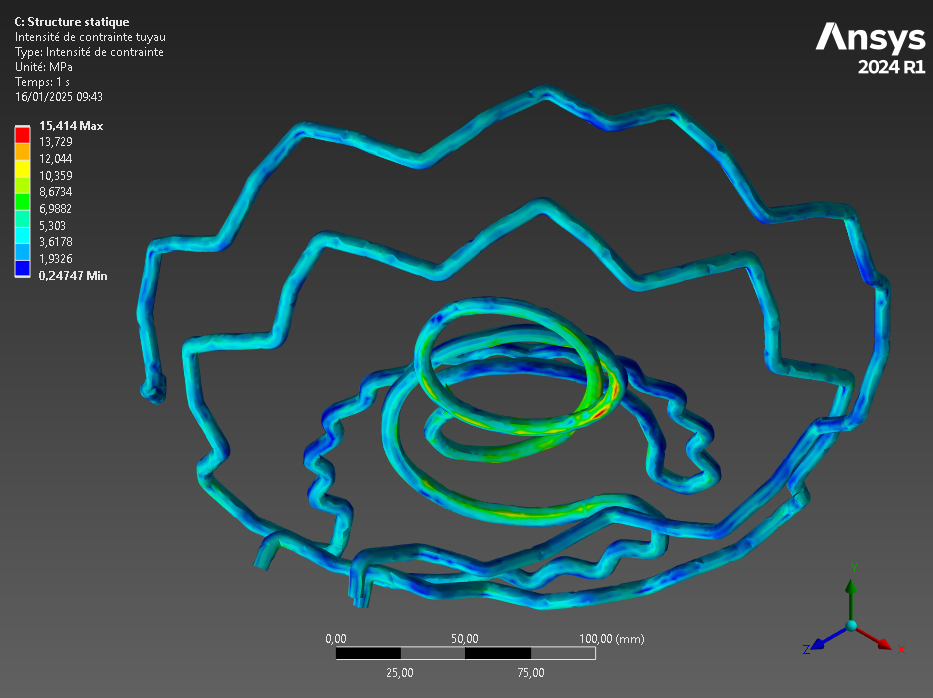 C: Structure statique
Intensité de contrainte tuyau
Type: Intensité de contrainte
Unité: MPa
Temps: 1 s
16/01/2025 09:43
Ansys
2024 R1
15,414 Max
13,729
12,044
10,359
8,6734
6,9882
5,303
3,6178
1,9326
0,24747 Min
0,00 50,00 100,00 (mm)
25,00 75,00
Y
Z X